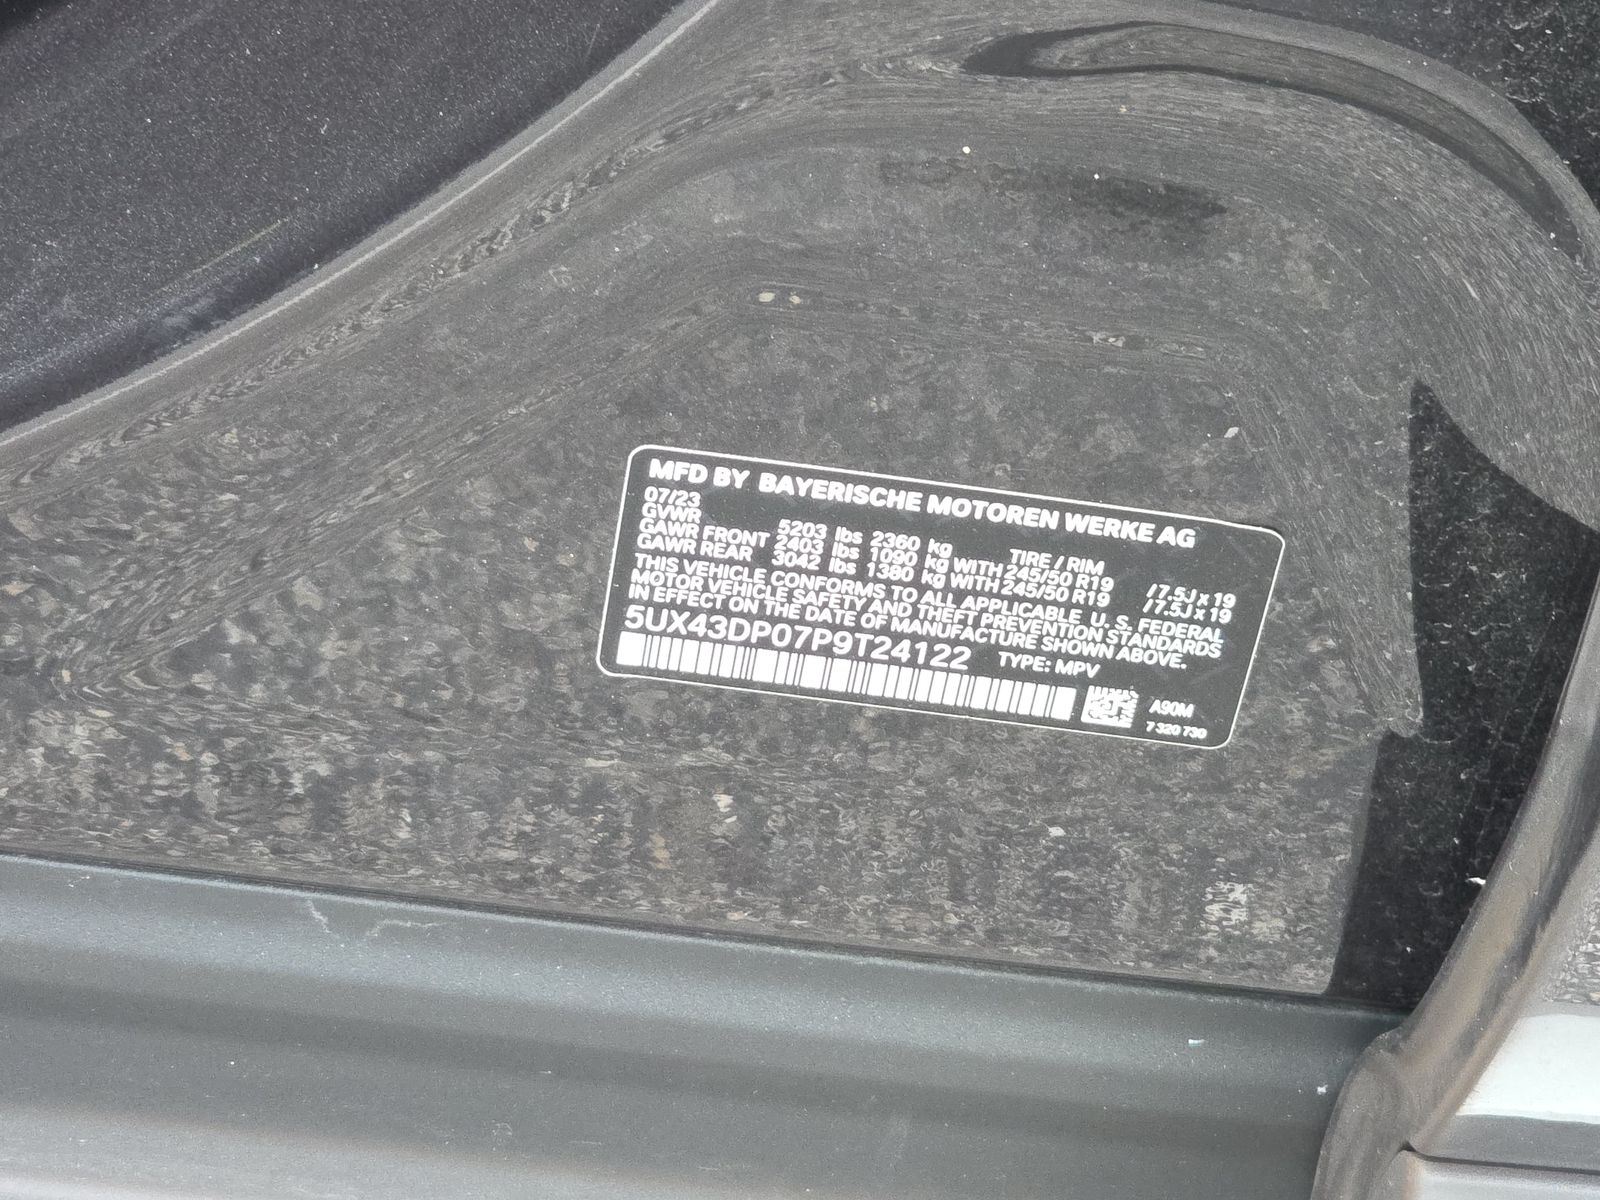 MFD BY BAYERISCHE MOTOREN WERKE AG
07/23
GVWR 5203 lbs 2360 kg TIRE / RIM
GAWR FRONT 2403 lbs 1090 kg WITH 245/50 R19 / 7.5J x 19
GAWR REAR 3042 lbs 1380 kg WITH 245/50 R19 / 7.5J x 19
THIS VEHICLE CONFORMS TO ALL APPLICABLE U. S. FEDERAL
MOTOR VEHICLE SAFETY AND THEFT PREVENTION STANDARDS
IN EFFECT ON THE DATE OF MANUFACTURE SHOWN ABOVE.
5UX43DP07P9T24122 TYPE: MPV
A90M
7 320 730